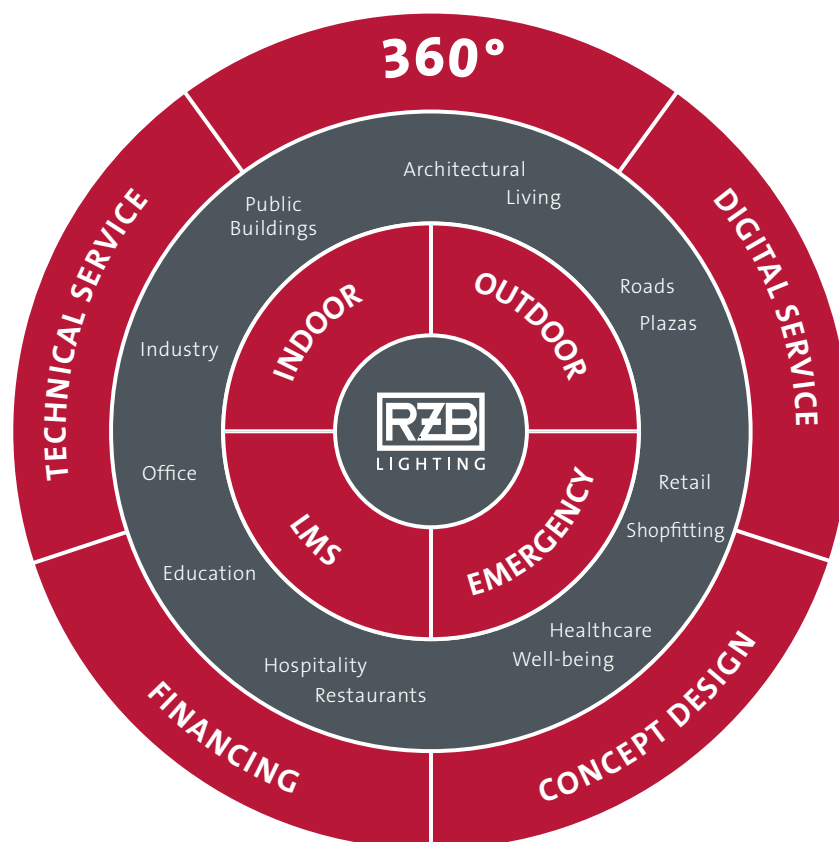 360°
TECHNICAL SERVICE
DIGITAL SERVICE
FINANCING
CONCEPT DESIGN
Architectural
Living
Public
Buildings
Roads
Plazas
Industry
Office
Retail
Shopfitting
Education
Healthcare
Well-being
Hospitality
Restaurants
INDOOR
OUTDOOR
LMS
EMERGENCY
RZB
LIGHTING